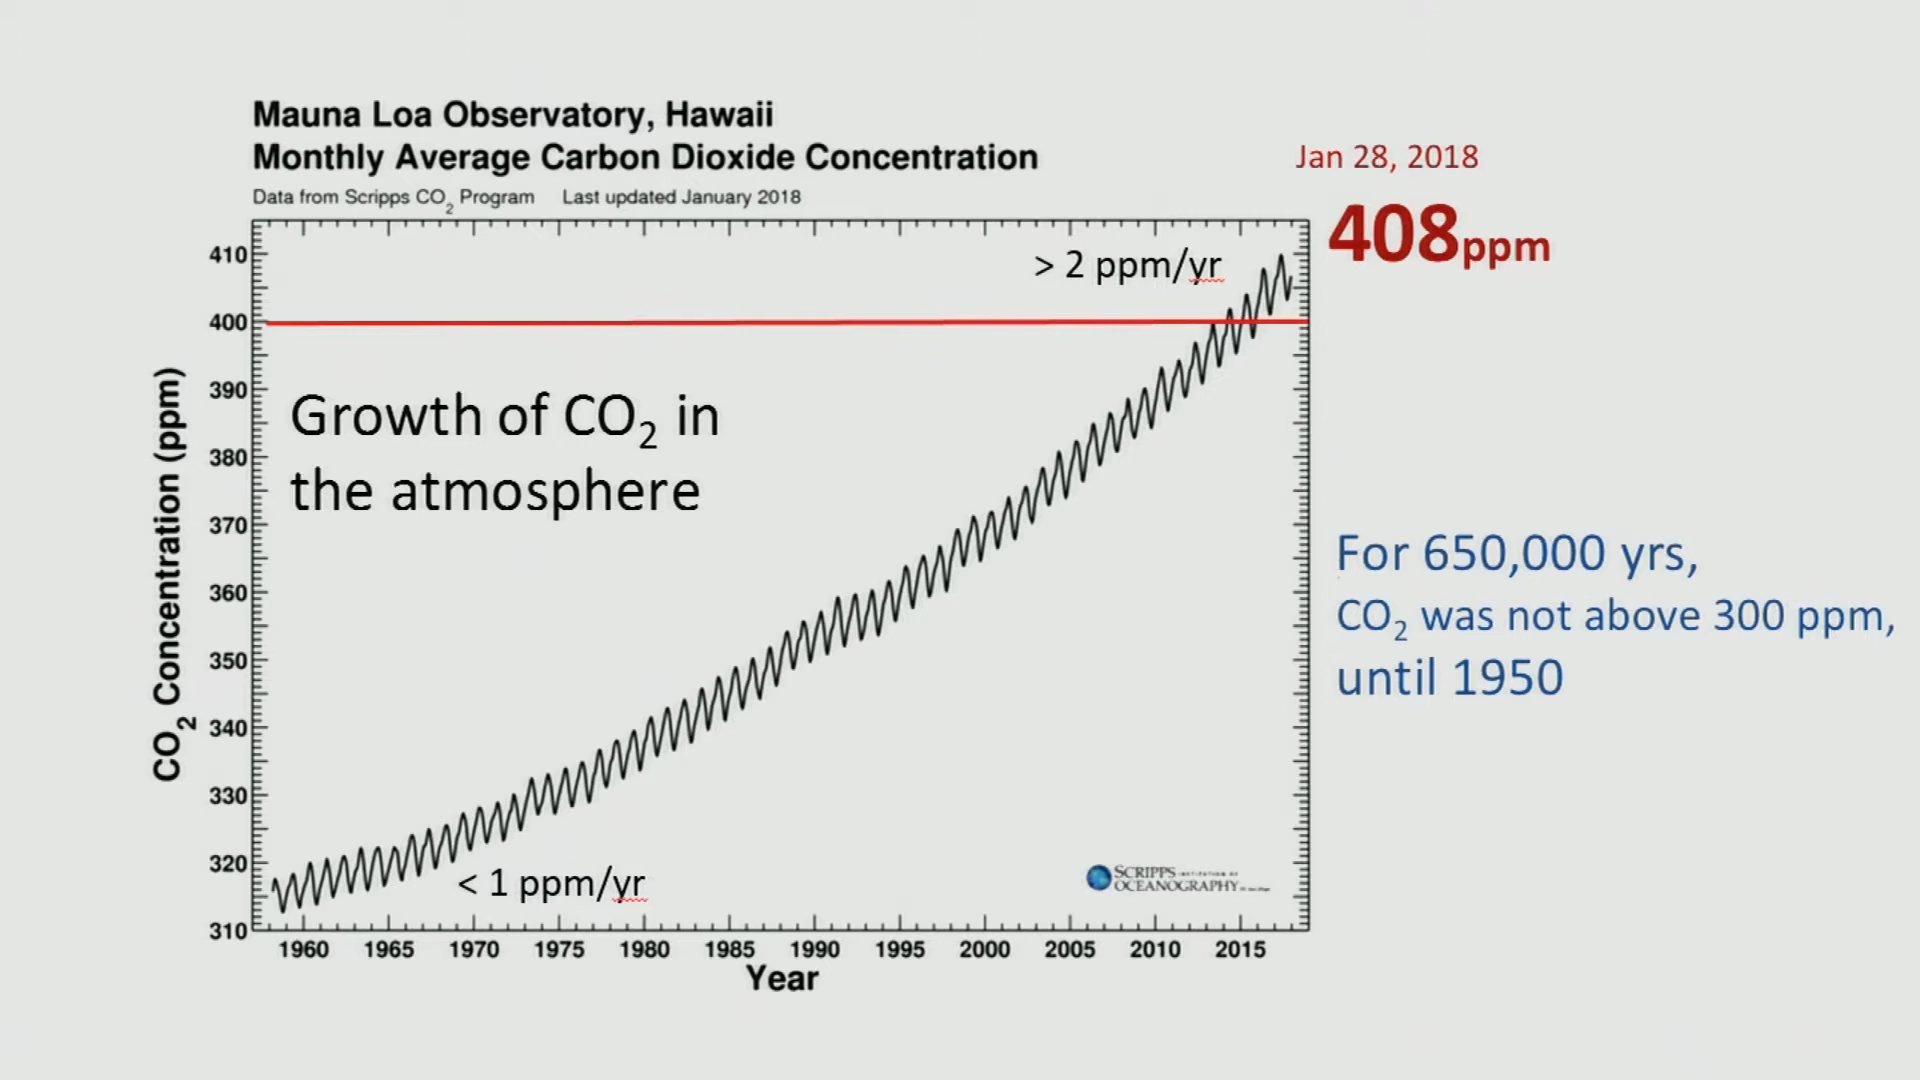 Mauna Loa Observatory, Hawaii
Monthly Average Carbon Dioxide Concentration
Data from Scripps CO2 Program Last updated January 2018
Jan 28, 2018
408ppm
> 2 ppm/yr
410
400
390
380
370
360
350
340
330
320
310
CO2 Concentration (ppm)
Growth of CO2 in
the atmosphere
For 650,000 yrs,
CO2 was not above 300 ppm,
until 1950
< 1 ppm/yr
SCRIPPS INSTITUTION OF
OCEANOGRAPHY
1960 1965 1970 1975 1980 1985 1990 1995 2000 2005 2010 2015
Year